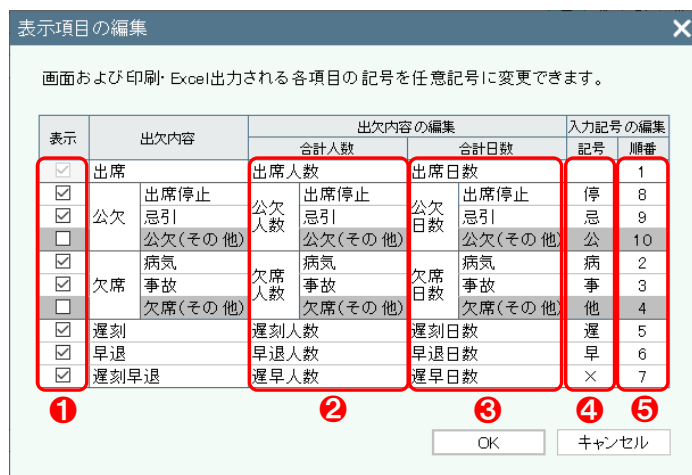 表示項目の編集
画面および印刷・Excel出力される各項目の記号を任意記号に変更できます。
表示 出欠内容 出欠内容の編集 入力記号の編集
合計人数 合計日数 記号 順番
出席 出席人数 出席日数 1
公欠 公欠人数 公欠日数
出席停止 出席停止 出席停止 停 8
忌引 忌引 忌引 忌 9
公欠(その他) 公欠(その他) 公欠(その他) 公 10
欠席 欠席人数 欠席日数
病気 病気 病気 病 2
事故 事故 事故 事 3
欠席(その他) 欠席(その他) 欠席(その他) 他 4
遅刻 遅刻人数 遅刻日数 遅 5
早退 早退人数 早退日数 早 6
遅刻早退 遅早人数 遅早日数 × 7
❶ ❷ ❸ ❹ ❺
OK キャンセル